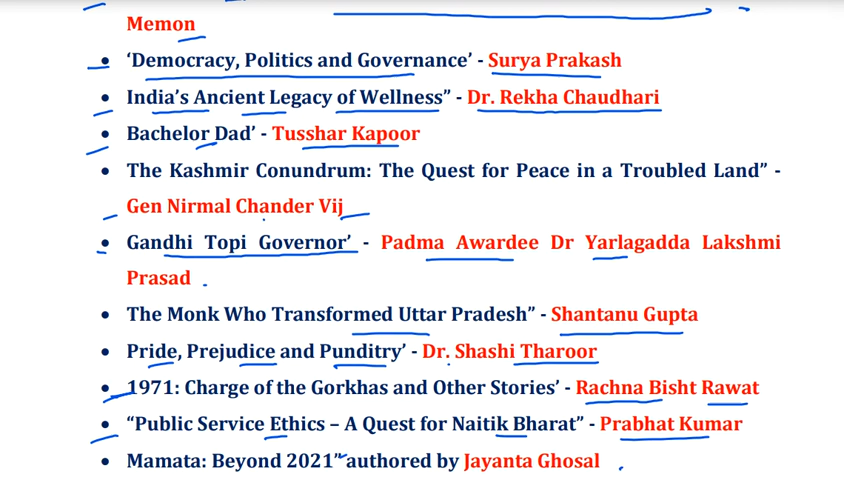 Memon
• ‘Democracy, Politics and Governance’ - Surya Prakash
• India’s Ancient Legacy of Wellness” - Dr. Rekha Chaudhari
• Bachelor Dad’ - Tusshar Kapoor
• The Kashmir Conundrum: The Quest for Peace in a Troubled Land” -
Gen Nirmal Chander Vij
• Gandhi Topi Governor’ - Padma Awardee Dr Yarlagadda Lakshmi
Prasad
• The Monk Who Transformed Uttar Pradesh” - Shantanu Gupta
• Pride, Prejudice and Punditry’ - Dr. Shashi Tharoor
• 1971: Charge of the Gorkhas and Other Stories’ - Rachna Bisht Rawat
• “Public Service Ethics – A Quest for Naitik Bharat” - Prabhat Kumar
• Mamata: Beyond 2021” authored by Jayanta Ghosal